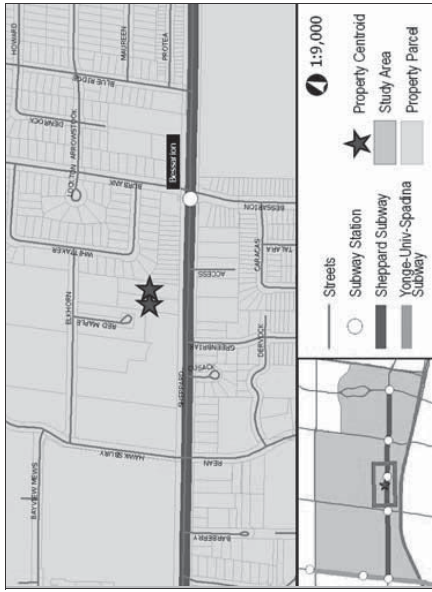 HOWARD
MAUREEN
PROTEA
BLUE RIDGE
DENROCK
ARROWSTOCK
BURBANK
Bessarion
WHITTAKER
ELKHORN
RED MAPLE
SHEPPARD
HAWKSBURY
BAYVIEW MEWS
BESSARION
TALARA
CARACAS
ACCESS
GREENBRIAR
DERVOCK
REAN
BARBERRY
1:9,000
Streets
Subway Station
Sheppard Subway
Yonge-Univ-Spadina
Subway
Property Centroid
Study Area
Property Parcel